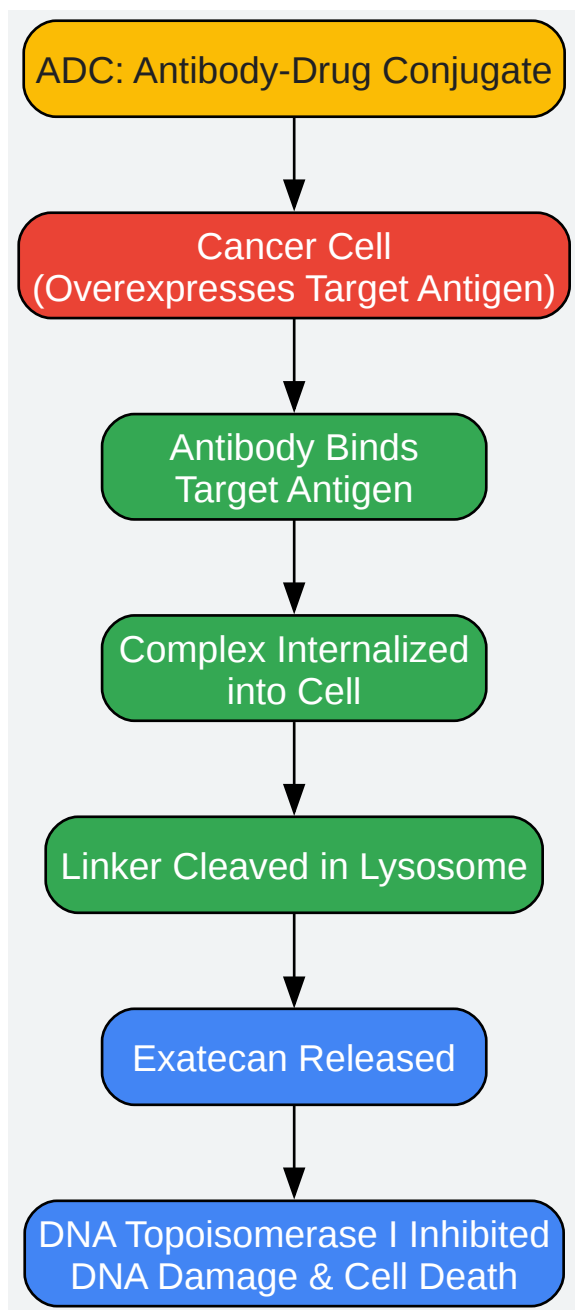 ADC: Antibody-Drug Conjugate
Cancer Cell
(Overexpresses Target Antigen)
Antibody Binds
Target Antigen
Complex Internalized
into Cell
Linker Cleaved in Lysosome
Exatecan Released
DNA Topoisomerase I Inhibited
DNA Damage & Cell Death